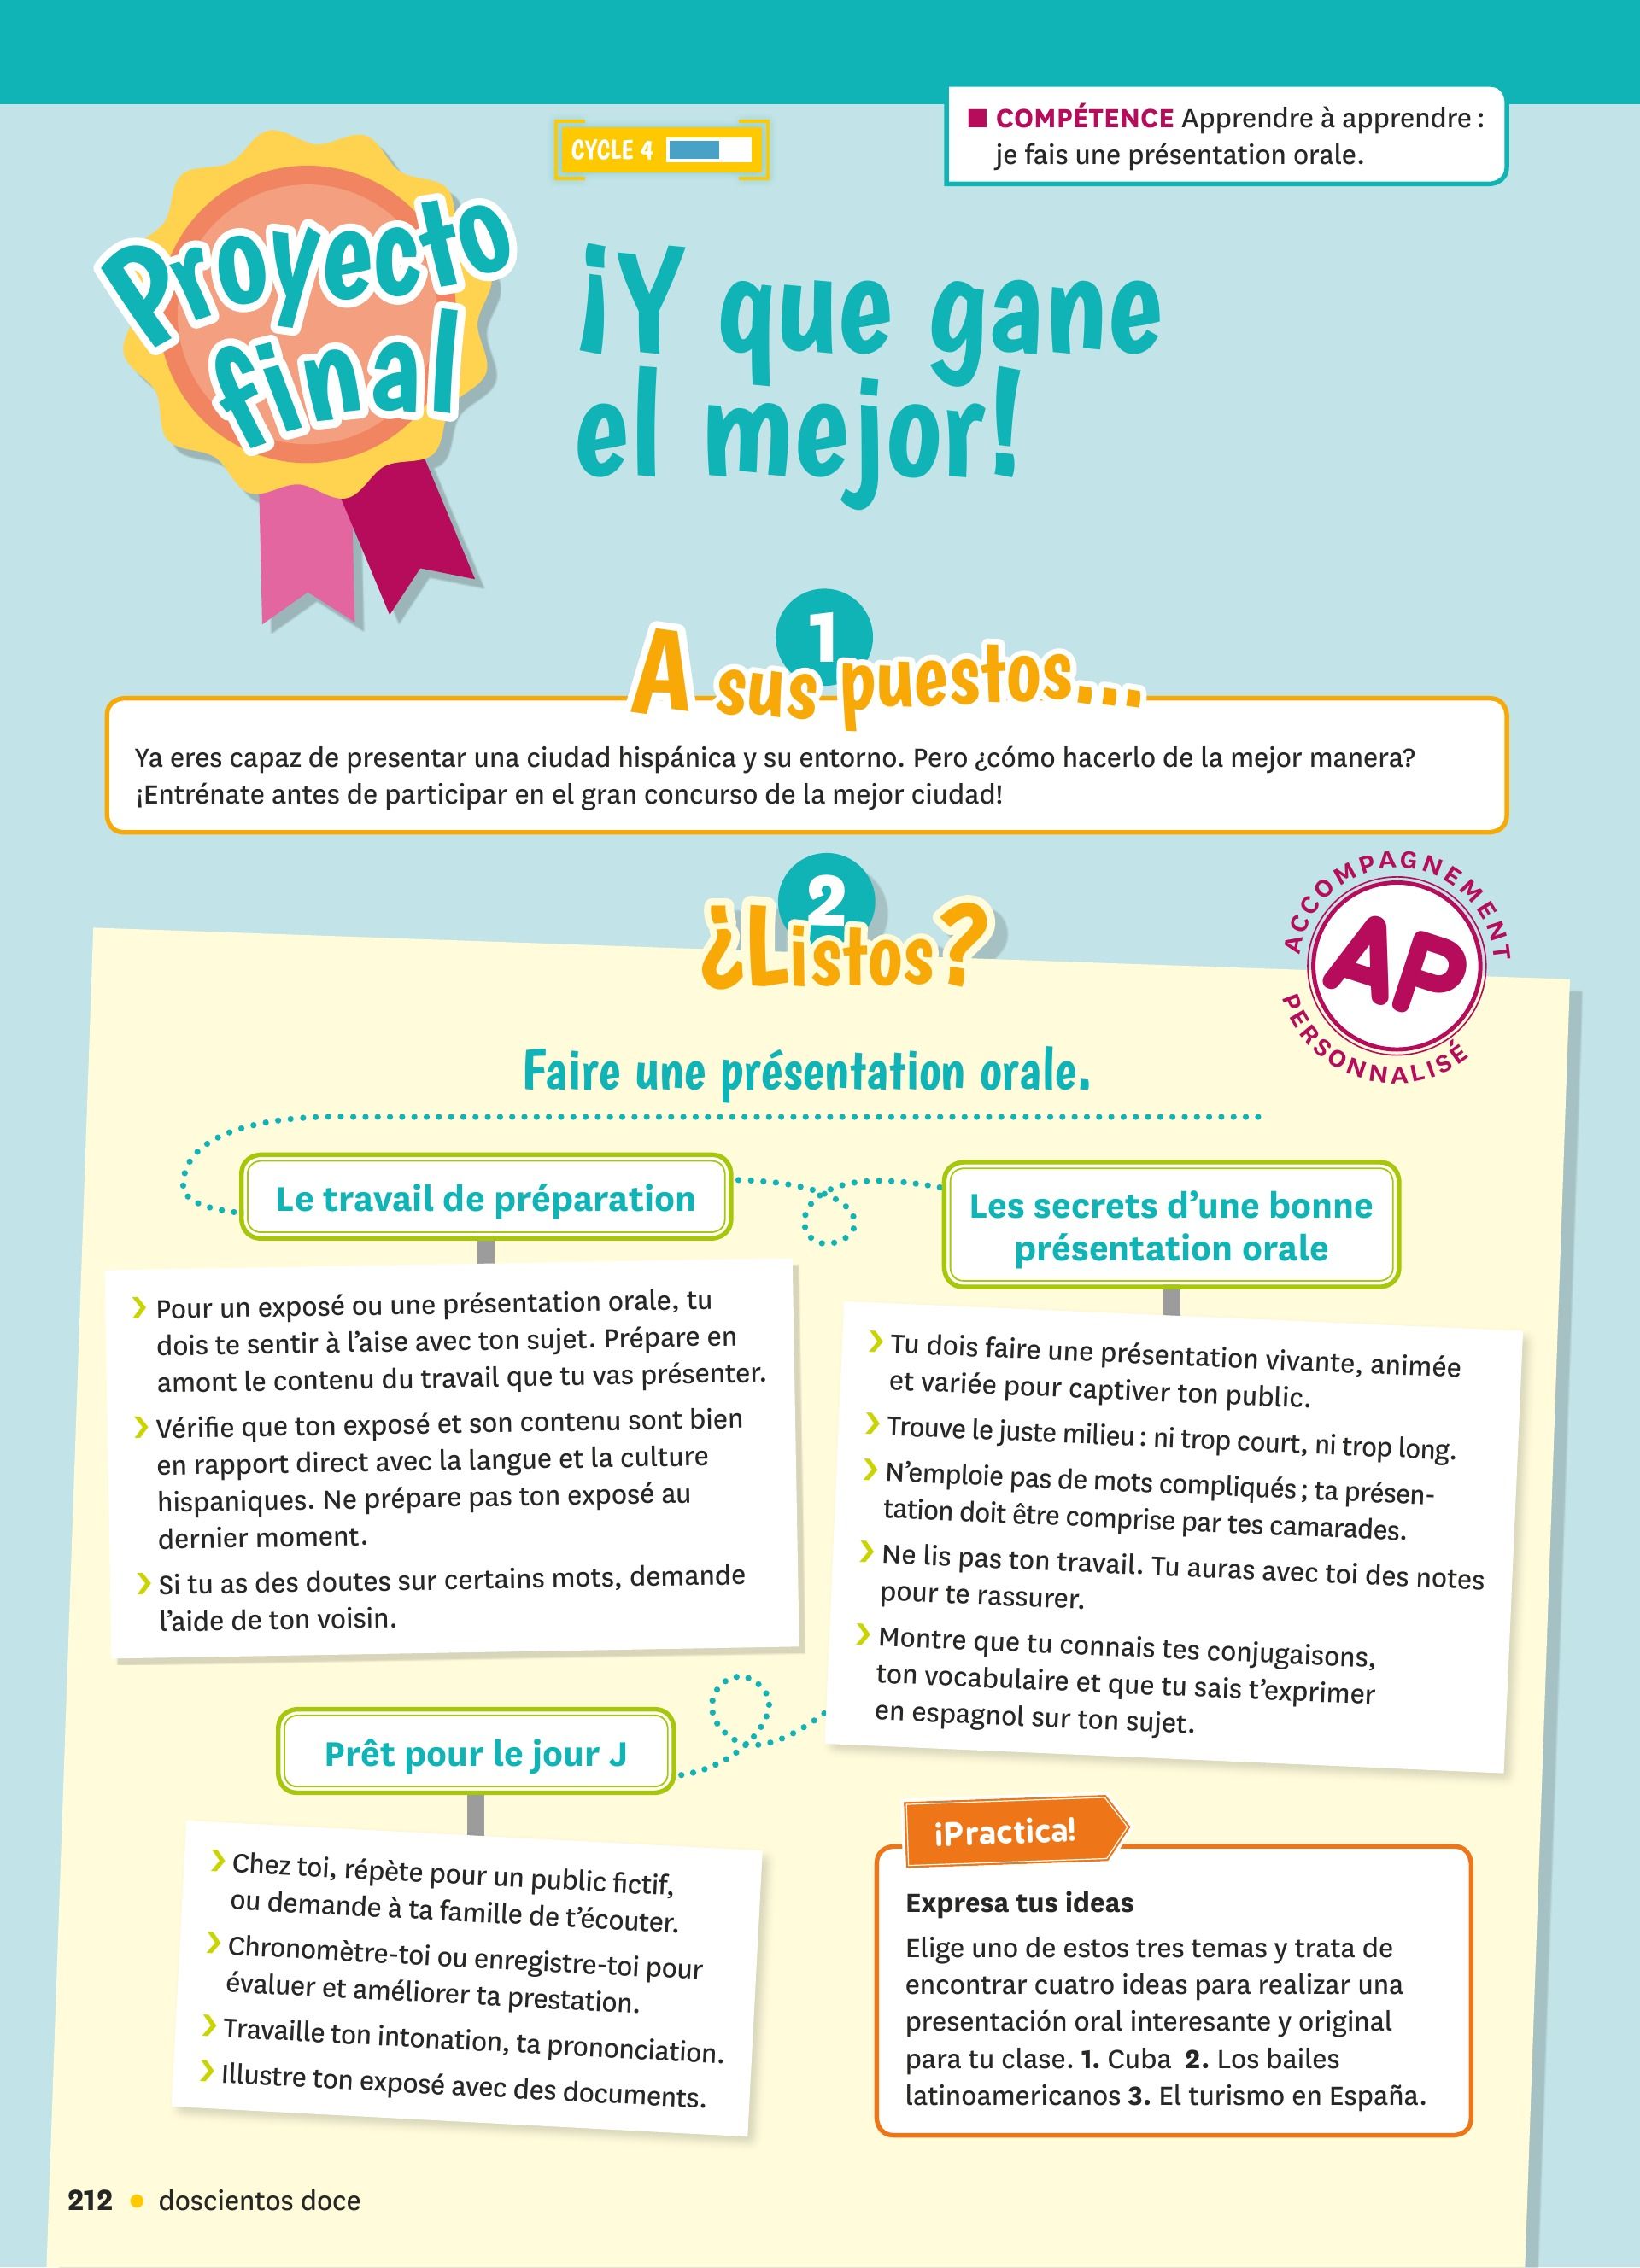 CYCLE 4
■ COMPÉTENCE Apprendre à apprendre :
je fais une présentation orale.
Proyecto
final
¡Y que gane
el mejor!
1
A sus puestos...
Ya eres capaz de presentar una ciudad hispánica y su entorno. Pero ¿cómo hacerlo de la mejor manera?
¡Entrénate antes de participar en el gran concurso de la mejor ciudad!
2
¿Listos?
ACCOMPAGNEMENT
AP
PERSONNALISÉ
Faire une présentation orale.
Le travail de préparation
› Pour un exposé ou une présentation orale, tu
dois te sentir à l’aise avec ton sujet. Prépare en
amont le contenu du travail que tu vas présenter.
› Vérifie que ton exposé et son contenu sont bien
en rapport direct avec la langue et la culture
hispaniques. Ne prépare pas ton exposé au
dernier moment.
› Si tu as des doutes sur certains mots, demande
l’aide de ton voisin.
Les secrets d’une bonne
présentation orale
› Tu dois faire une présentation vivante, animée
et variée pour captiver ton public.
› Trouve le juste milieu : ni trop court, ni trop long.
› N’emploie pas de mots compliqués ; ta présen-
tation doit être comprise par tes camarades.
› Ne lis pas ton travail. Tu auras avec toi des notes
pour te rassurer.
› Montre que tu connais tes conjugaisons,
ton vocabulaire et que tu sais t’exprimer
en espagnol sur ton sujet.
Prêt pour le jour J
› Chez toi, répète pour un public fictif,
ou demande à ta famille de t’écouter.
› Chronomètre-toi ou enregistre-toi pour
évaluer et améliorer ta prestation.
› Travaille ton intonation, ta prononciation.
› Illustre ton exposé avec des documents.
¡Practica!
Expresa tus ideas
Elige uno de estos tres temas y trata de
encontrar cuatro ideas para realizar una
presentación oral interesante y original
para tu clase. 1. Cuba 2. Los bailes
latinoamericanos 3. El turismo en España.
212 • doscientos doce